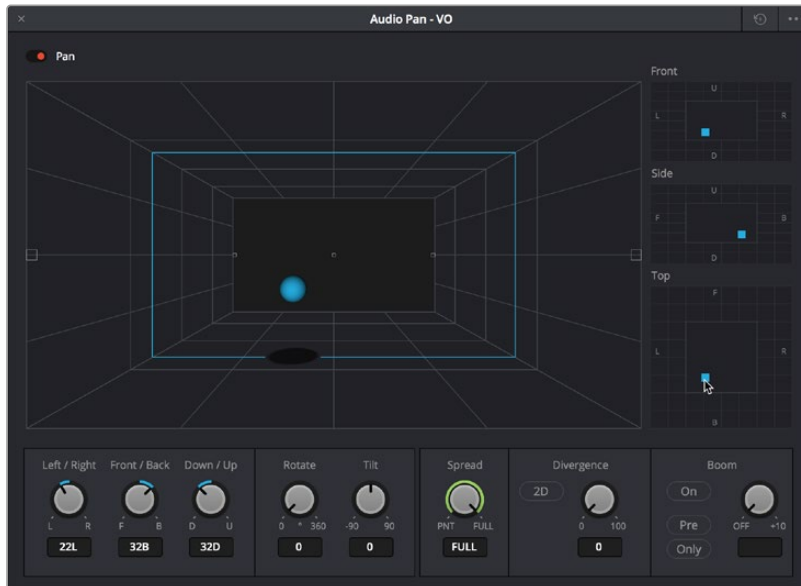 Audio Pan - VO
Pan
Front
U
L R
D
Side
U
F B
D
Top
F
L R
B
Left / Right Front / Back Down / Up Rotate Tilt Spread Divergence Boom
2D On
L R F B D U 0 ° 360 -90 90 PNT FULL 0 100 Pre OFF +10
22L 32B 32D 0 0 FULL 0 Only